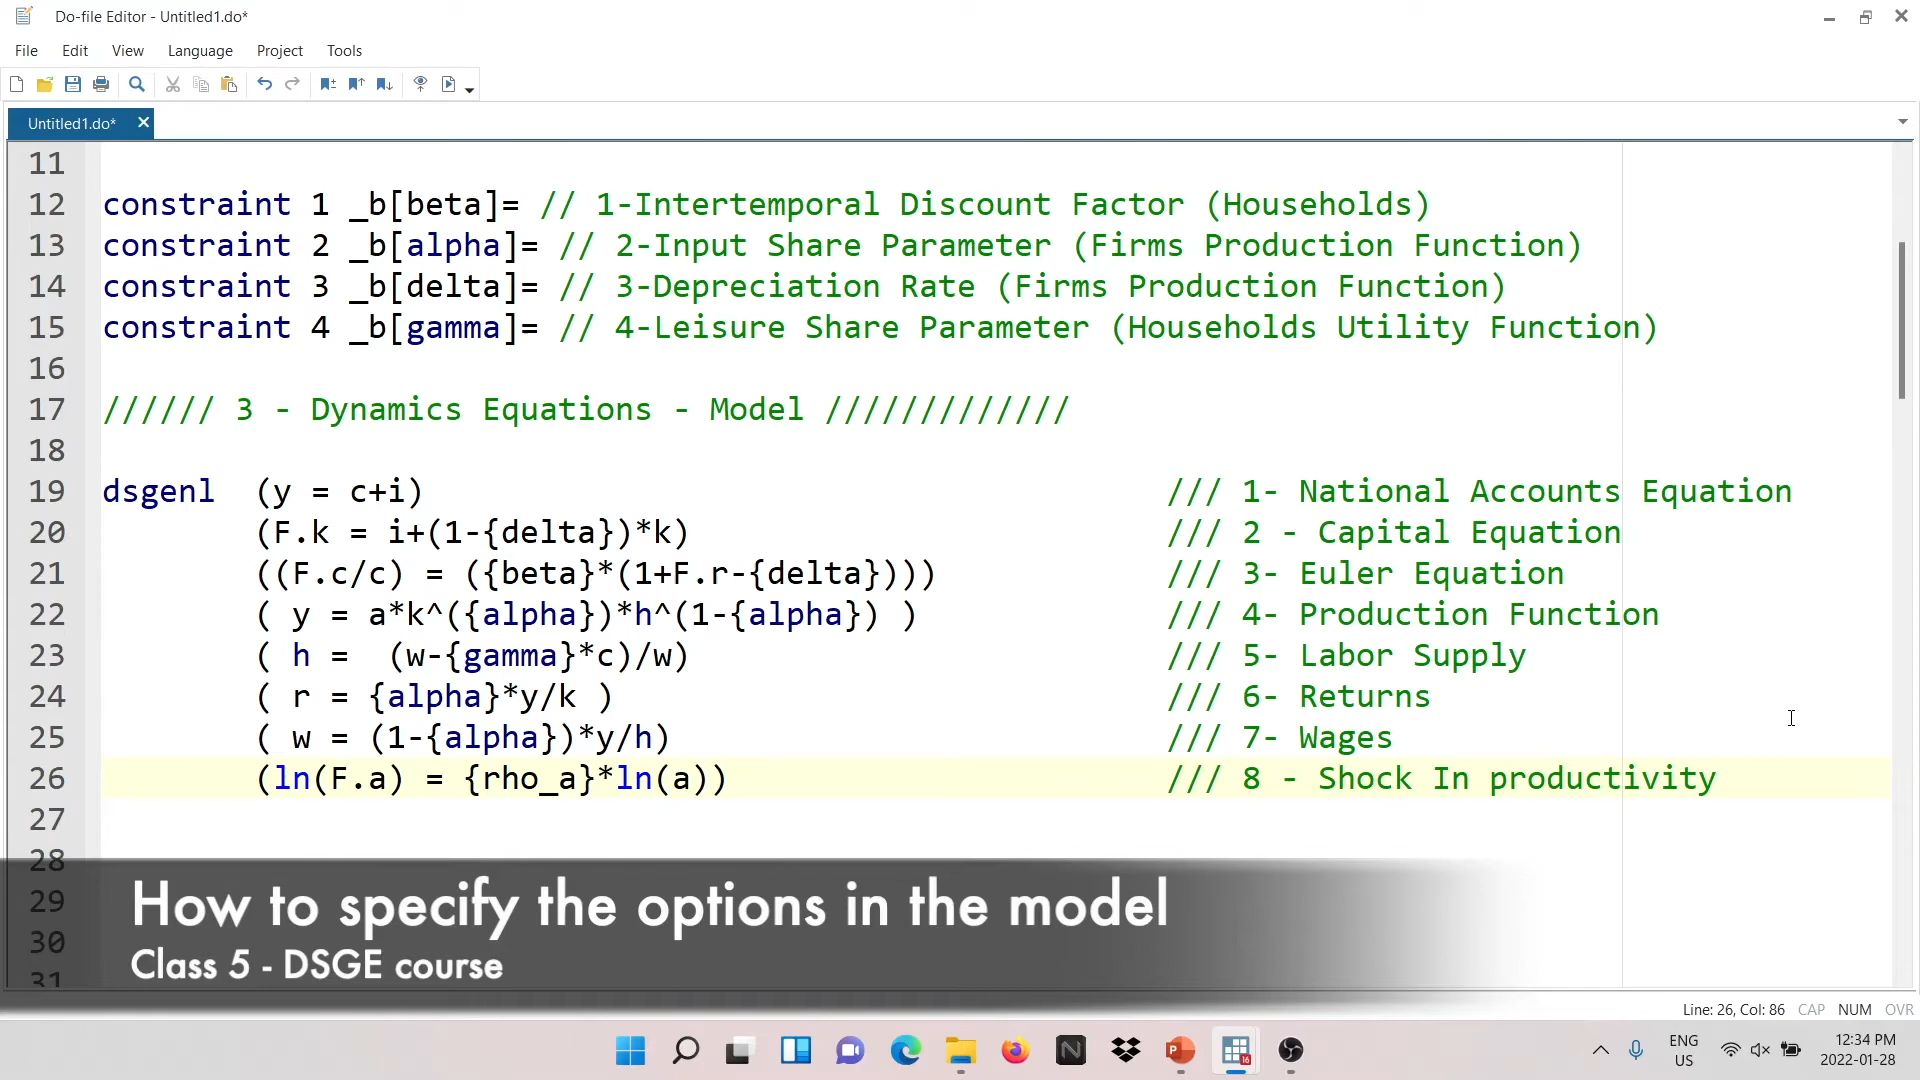 Do-file Editor - Untitled1.do*
File Edit View Language Project Tools
Untitled1.do*
11
12 constraint 1 _b[beta]= // 1-Intertemporal Discount Factor (Households)
13 constraint 2 _b[alpha]= // 2-Input Share Parameter (Firms Production Function)
14 constraint 3 _b[delta]= // 3-Depreciation Rate (Firms Production Function)
15 constraint 4 _b[gamma]= // 4-Leisure Share Parameter (Households Utility Function)
16
17 ////// 3 - Dynamics Equations - Model /////////////
18
19 dsgenl (y = c+i) /// 1- National Accounts Equation
20 (F.k = i+(1-{delta})*k) /// 2 - Capital Equation
21 ((F.c/c) = ({beta}*(1+F.r-{delta}))) /// 3- Euler Equation
22 ( y = a*k^({alpha})*h^(1-{alpha}) ) /// 4- Production Function
23 ( h = (w-{gamma}*c)/w) /// 5- Labor Supply
24 ( r = {alpha}*y/k ) /// 6- Returns
25 ( w = (1-{alpha})*y/h) /// 7- Wages
26 (ln(F.a) = {rho_a}*ln(a)) /// 8 - Shock In productivity
27
28
29 How to specify the options in the model
30 Class 5 - DSGE course
31
Line: 26, Col: 86 CAP NUM OVR
ENG
US
12:34 PM
2022-01-28